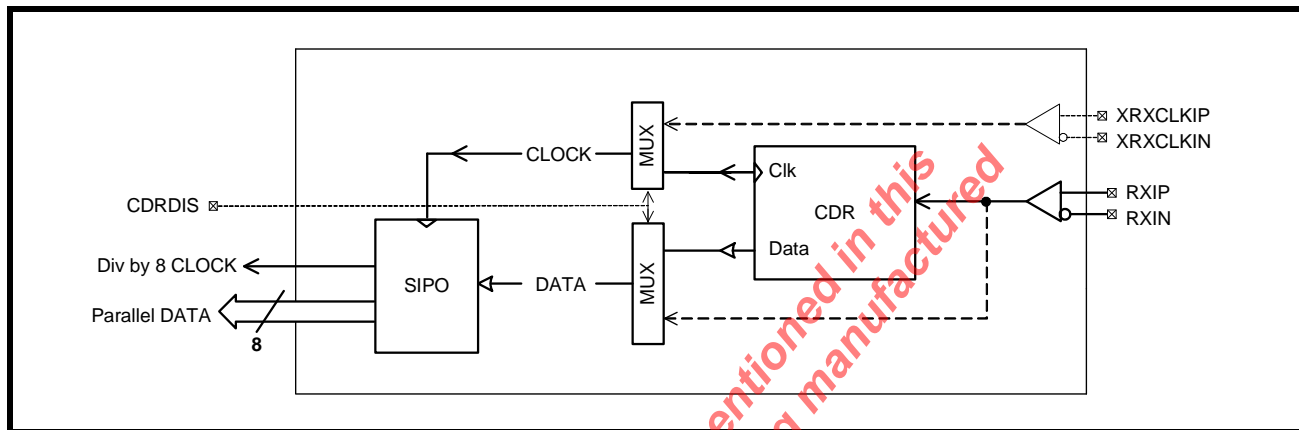 XRXCLKIP
XRXCLKIN
MUX
CLOCK
Clk
CDR
RXIP
RXIN
CDRDIS
Data
Div by 8 CLOCK
SIPO
DATA
MUX
Parallel DATA
8
mentioned in this
manufactured